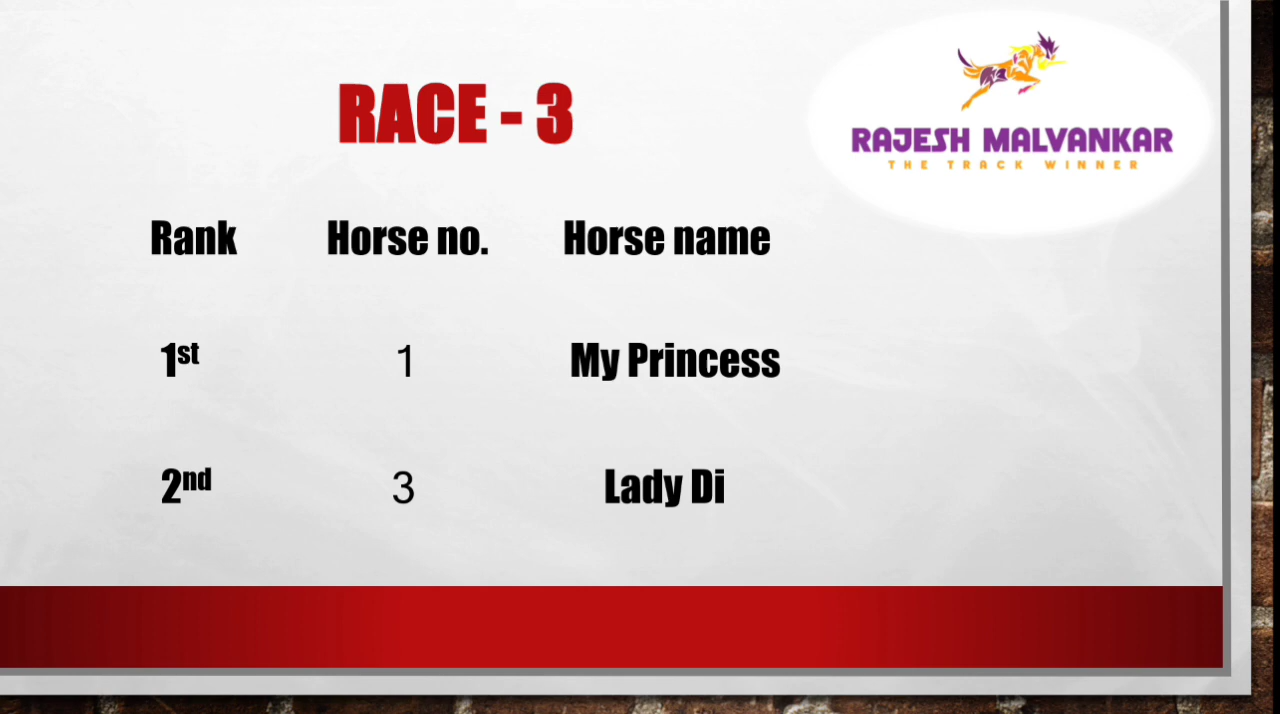 RACE - 3
RAJESH MALVANKAR
THE TRACK WINNER
Rank Horse no. Horse name
1st 1 My Princess
2nd 3 Lady Di